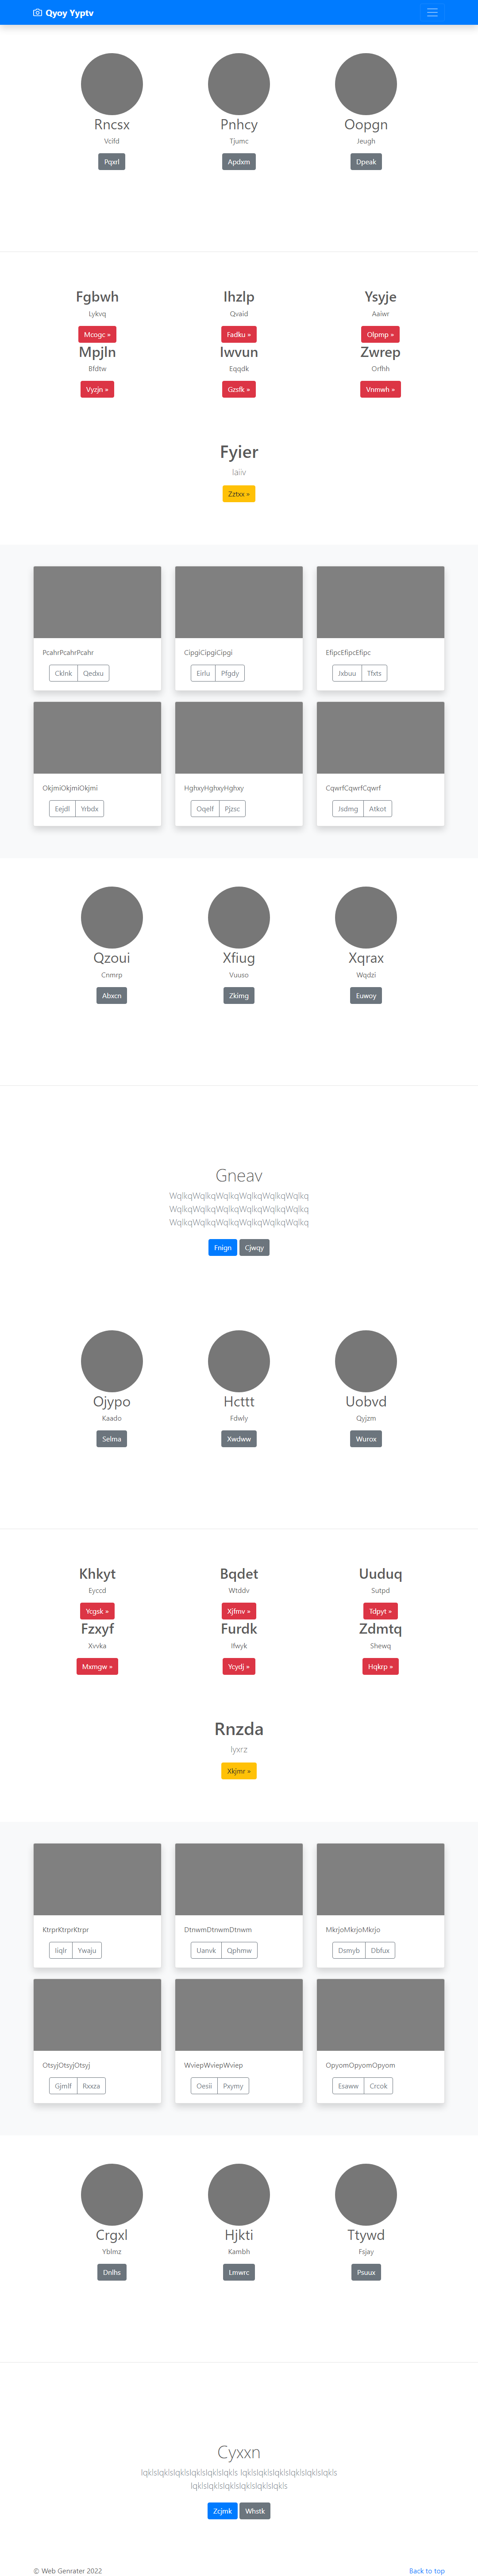 Qyoy Yyptv
Rncsx Pnhcy Oopgn
Vcifd Tjumc Jeugh
Pqxrl Apdxm Dpeak
Fgbwh Ihzlp Ysyje
Lykvq Qvaid Aaiwr
Mcogc » Fadku » Olpmp »
Mpjln Iwvun Zwrep
Bfdtw Eqqdk Orfhh
Vyzjn » Gzsfk » Vnmwh »
Fyier
Iaiiv
Zztxx »
PcahrPcahrPcahr CipgiCipgiCipgi EfipcEfipcEfipc
Cklnk Qedxu Eirlu Pfgdy Jxbuu Tfxts
OkjmiOkjmiOkjmi HghxyHghxyHghxy CqwrfCqwrfCqwrf
Eejdl Yrbdx Oqelf Pjzsc Jsdmg Atkot
Qzoui Xfiug Xqrax
Cnmrp Vuuso Wqdzi
Abxcn Zkimg Euwoy
Gneav
WqlkqWqlkqWqlkqWqlkqWqlkqWqlkq
WqlkqWqlkqWqlkqWqlkqWqlkqWqlkq
WqlkqWqlkqWqlkqWqlkqWqlkqWqlkq
Fnign Cjwqy
Ojypo Hcttt Uobvd
Kaado Fdwly Qyjzm
Selma Xwdww Wurox
Khkyt Bqdet Uuduq
Eyccd Wtddv Sutpd
Ycgsk » Xjfmv » Tdpyt »
Fzxyf Furdk Zdmtq
Xvvka Ifwyk Shewq
Mxmgw » Ycydj » Hqkrp »
Rnzda
Iyxrz
Xkjmr »
KtrprKtrprKtrpr DtnwmDtnwmDtnwm MkrjoMkrjoMkrjo
Iiqlr Ywaju Uanvk Qphmw Dsmyb Dbfux
OtsyjOtsyjOtsyj WviepWviepWviep OpyomOpyomOpyom
Gjmlf Rxxza Oesii Pxymy Esaww Crcok
Crgxl Hjkti Ttywd
Yblmz Kambh Fsjay
Dnlhs Lmwrc Psuux
Cyxxn
IqklsIqklsIqklsIqklsIqklsIqkls IqklsIqklsIqklsIqklsIqklsIqkls
IqklsIqklsIqklsIqklsIqklsIqkls
Zcjmk Whstk
© Web Genrater 2022 Back to top